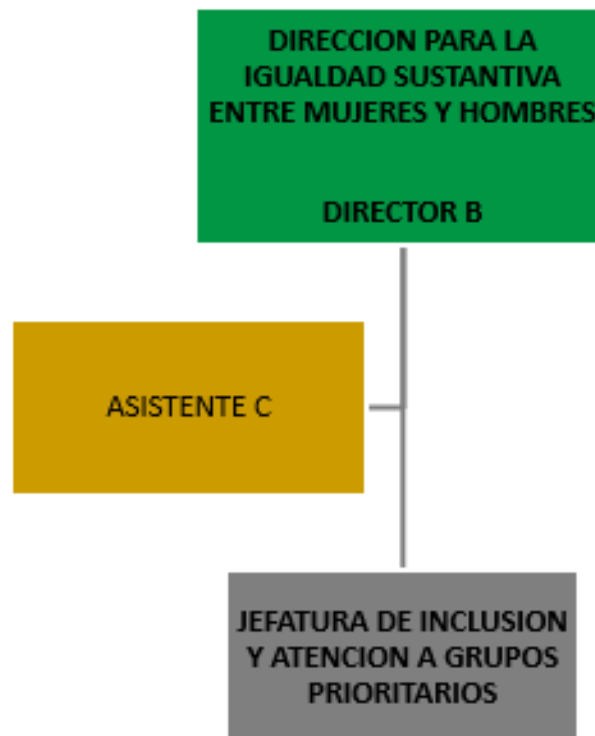 DIRECCION PARA LA
IGUALDAD SUSTANTIVA
ENTRE MUJERES Y HOMBRES
DIRECTOR B
ASISTENTE C
JEFATURA DE INCLUSION
Y ATENCION A GRUPOS
PRIORITARIOS